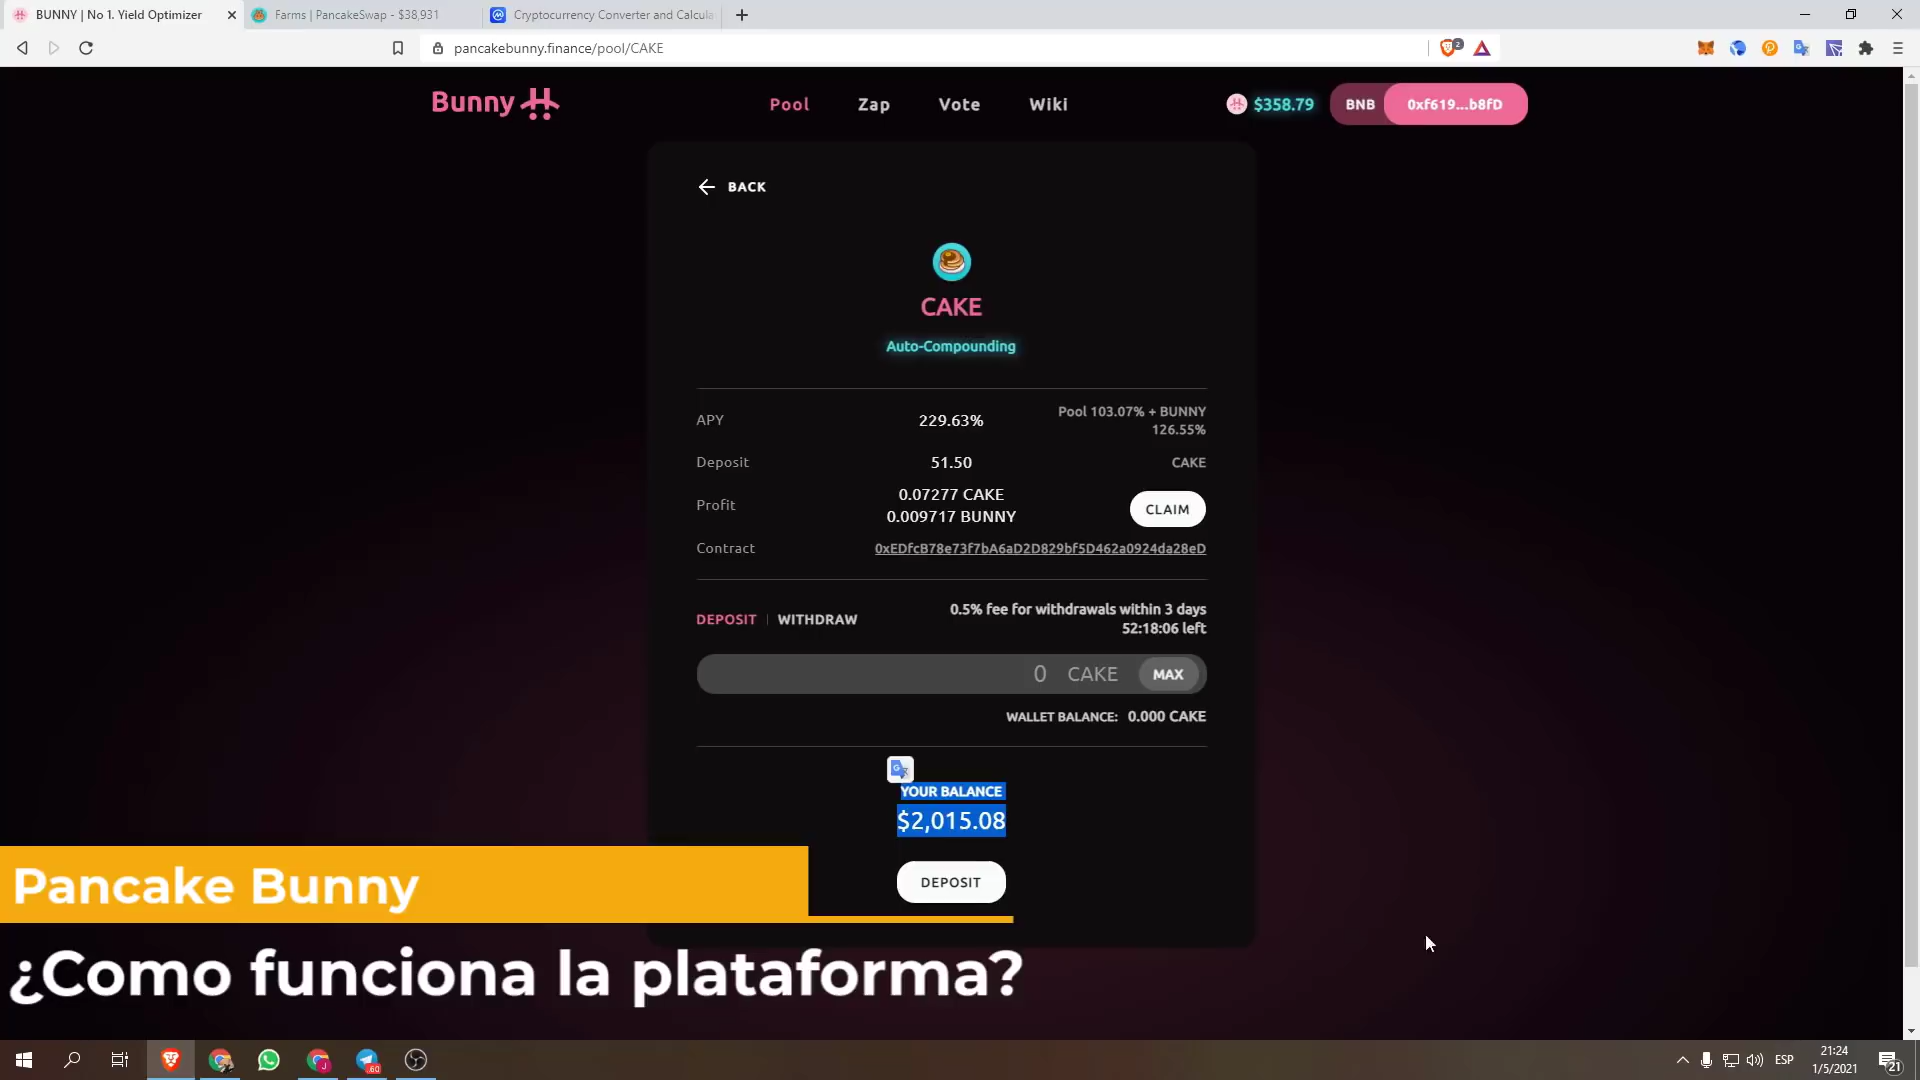 BUNNY | No 1. Yield Optimizer
Farms | PancakeSwap - $38,931
Cryptocurrency Converter and Calcula
pancakebunny.finance/pool/CAKE
2
Bunny
Pool
Zap
Vote
Wiki
$358.79
BNB
0xf619...b8fD
BACK
CAKE
Auto-Compounding
APY
229.63%
Pool 103.07% + BUNNY
126.55%
Deposit
51.50
CAKE
Profit
0.07277 CAKE
0.009717 BUNNY
CLAIM
Contract
0xEDfcB78e73f7bA6aD2D829bf5D462a0924da28eD
DEPOSIT | WITHDRAW
0.5% fee for withdrawals within 3 days
52:18:06 left
0 CAKE
MAX
WALLET BALANCE: 0.000 CAKE
YOUR BALANCE
$2,015.08
DEPOSIT
Pancake Bunny
¿Como funciona la plataforma?
60
ESP
21:24
1/5/2021
21